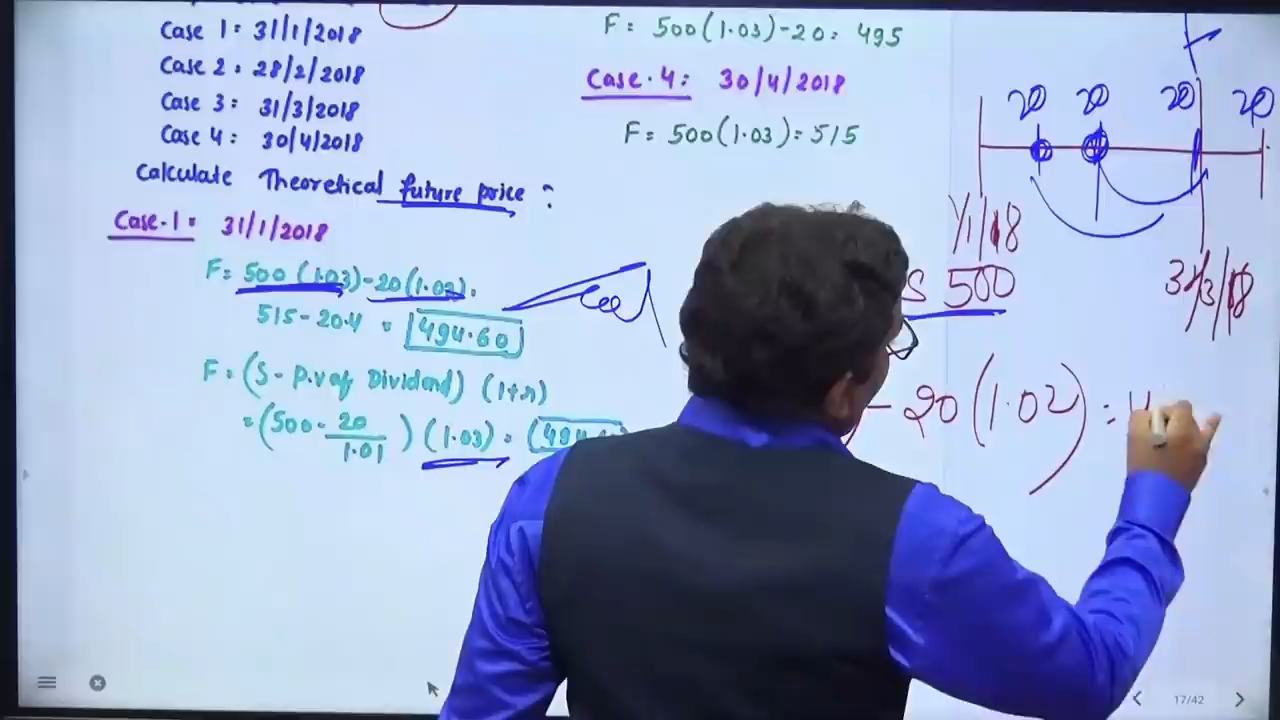 Case 1 = 31/1/2018
Case 2 = 28/2/2018
Case 3 = 31/3/2018
Case 4 = 30/4/2018
Calculate Theoretical future price :
Case-1 = 31/1/2018
F = 500 (1.03) - 20 (1.02).
515 - 20.4 = 494.60
F = (S - P.V of Dividend) (1+r)
= (500 - 20/1.01) (1.03) =
F = 500 (1.03) - 20 = 495
Case-4 = 30/4/2018
F = 500 (1.03) = 515
20 20 20 20
1/1/18
31/3/18
S 500
- 20 (1.02) =
17/42